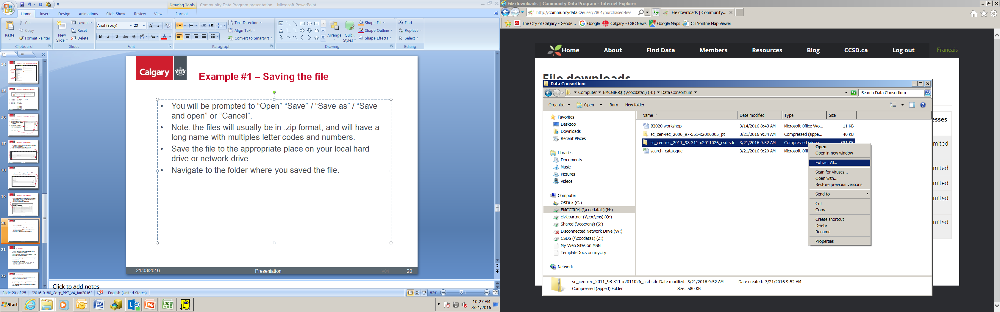 Drawing Tools
Community Data Program presentation - Microsoft PowerPoint
Home Insert Design Animations Slide Show Review View Format
Paste
Cut
Copy
Format Painter
Clipboard
New Slide
Layout
Reset
Delete
Slides
Arial (Body) 20
B I U abc S AV Aa A
Font
Text Direction
Align Text
Convert to SmartArt
Paragraph
Arrange
Quick Styles
Shape Fill
Shape Outline
Shape Effects
Drawing
Find
Replace
Select
Editing
14
15
16
17
18
19
20
21
22
Calgary
Example #1 – Saving the file
• You will be prompted to “Open” “Save” / “Save as” / “Save
and open” or “Cancel”.
• Note: the files will usually be in .zip format, and will have a
long name with multiples letter codes and numbers.
• Save the file to the appropriate place on your local hard
drive or network drive.
• Navigate to the folder where you saved the file.
21/03/2016 Presentation V04 20
Click to add notes
Slide 20 of 25 "2016-0180_Corp_PPT_V4_Jan2016" English (United States) 82%
Start
10:27 AM
3/21/2016
File downloads | Community Data Program - Internet Explorer
http://communitydata.ca/user/7801/purchased-files
File downloads | Community...
The City of Calgary - Geode... Google Calgary - CBC News Google Maps CITYonline Map Viewer
Home About Find Data Members Resources Blog CCSD.ca Log out Français
File downloads
Data Consortium
Computer EMCGIRR$ (\\cocdata1) (H:) Data Consortium
Search Data Consortium
Organize Open Burn New folder
Favorites
Desktop
Downloads
Recent Places
Libraries
Documents
Music
Pictures
Videos
Computer
OSDisk (C:)
EMCGIRR$ (\\cocdata1) (H:)
civicpartner (\\coc\cns) (Q:)
Shared (\\coc\cns) (S:)
Disconnected Network Drive (W:)
CSDS (\\cocdata1) (Z:)
My Web Sites on MSN
TemplateDocs on mycity
Network
Name Date modified Type Size
B2020 workshop 3/14/2016 8:43 AM Microsoft Office Wo... 11 KB
sc_cen-rec_2006_97-551-x2006005_pt 3/21/2016 9:34 AM Compressed (zippe... 40 KB
sc_cen-rec_2011_98-311-x2011026_csd-sdr 3/21/2016 9:52 AM Compressed (zippe 581 KB
search_catalogue 3/21/2016 9:20 AM Microsoft Offi
Open
Open in new window
Extract All...
Scan for Viruses...
Open with...
Restore previous versions
Send to
Cut
Copy
Create shortcut
Delete
Rename
Properties
esses
mited
mited
mited
mited
mited
sc_cen-rec_2011_98-311-x2011026_csd-sdr Date modified: 3/21/2016 9:52 AM Date created: 3/21/2016 9:52 AM
Compressed (zipped) Folder Size: 580 KB